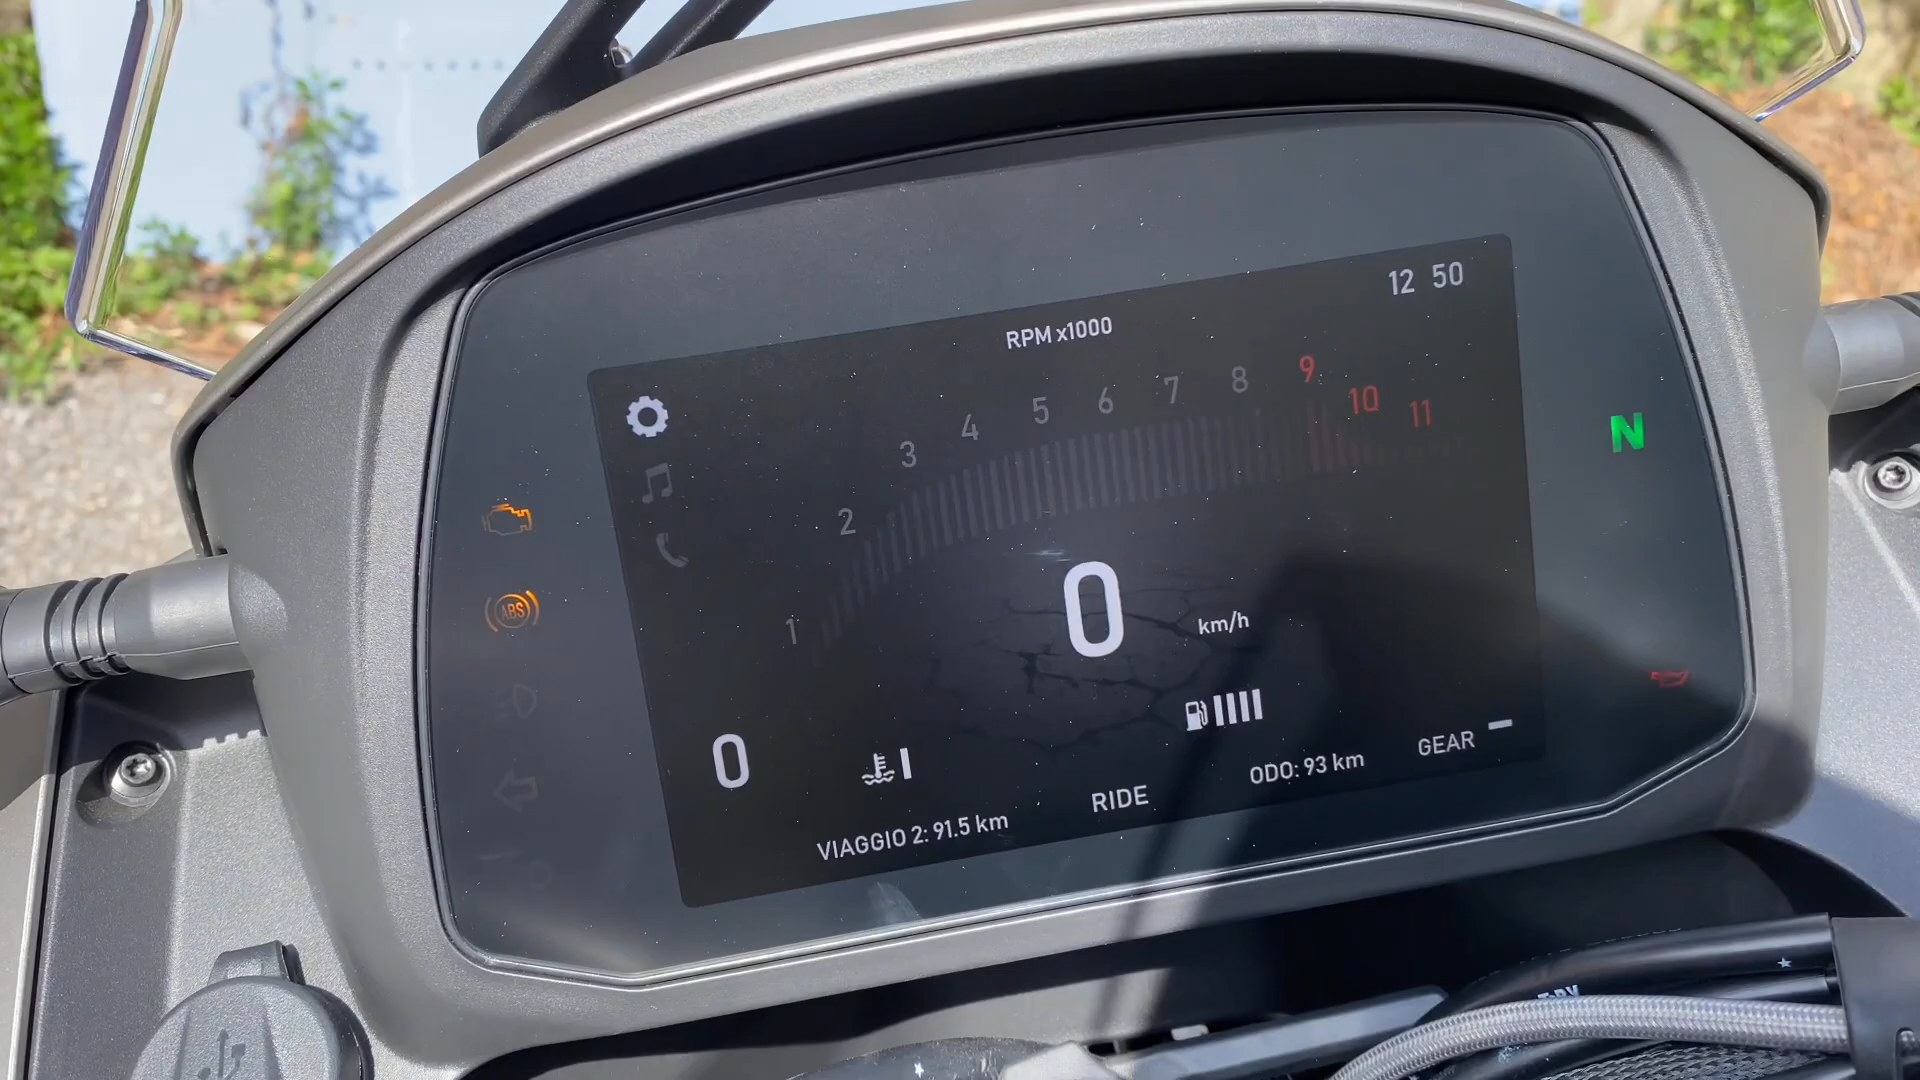 12 50
RPM x1000
1 2 3 4 5 6 7 8 9 10 11
N
ABS
0 km/h
0
GEAR –
ODO: 93 km
RIDE
VIAGGIO 2: 91.5 km